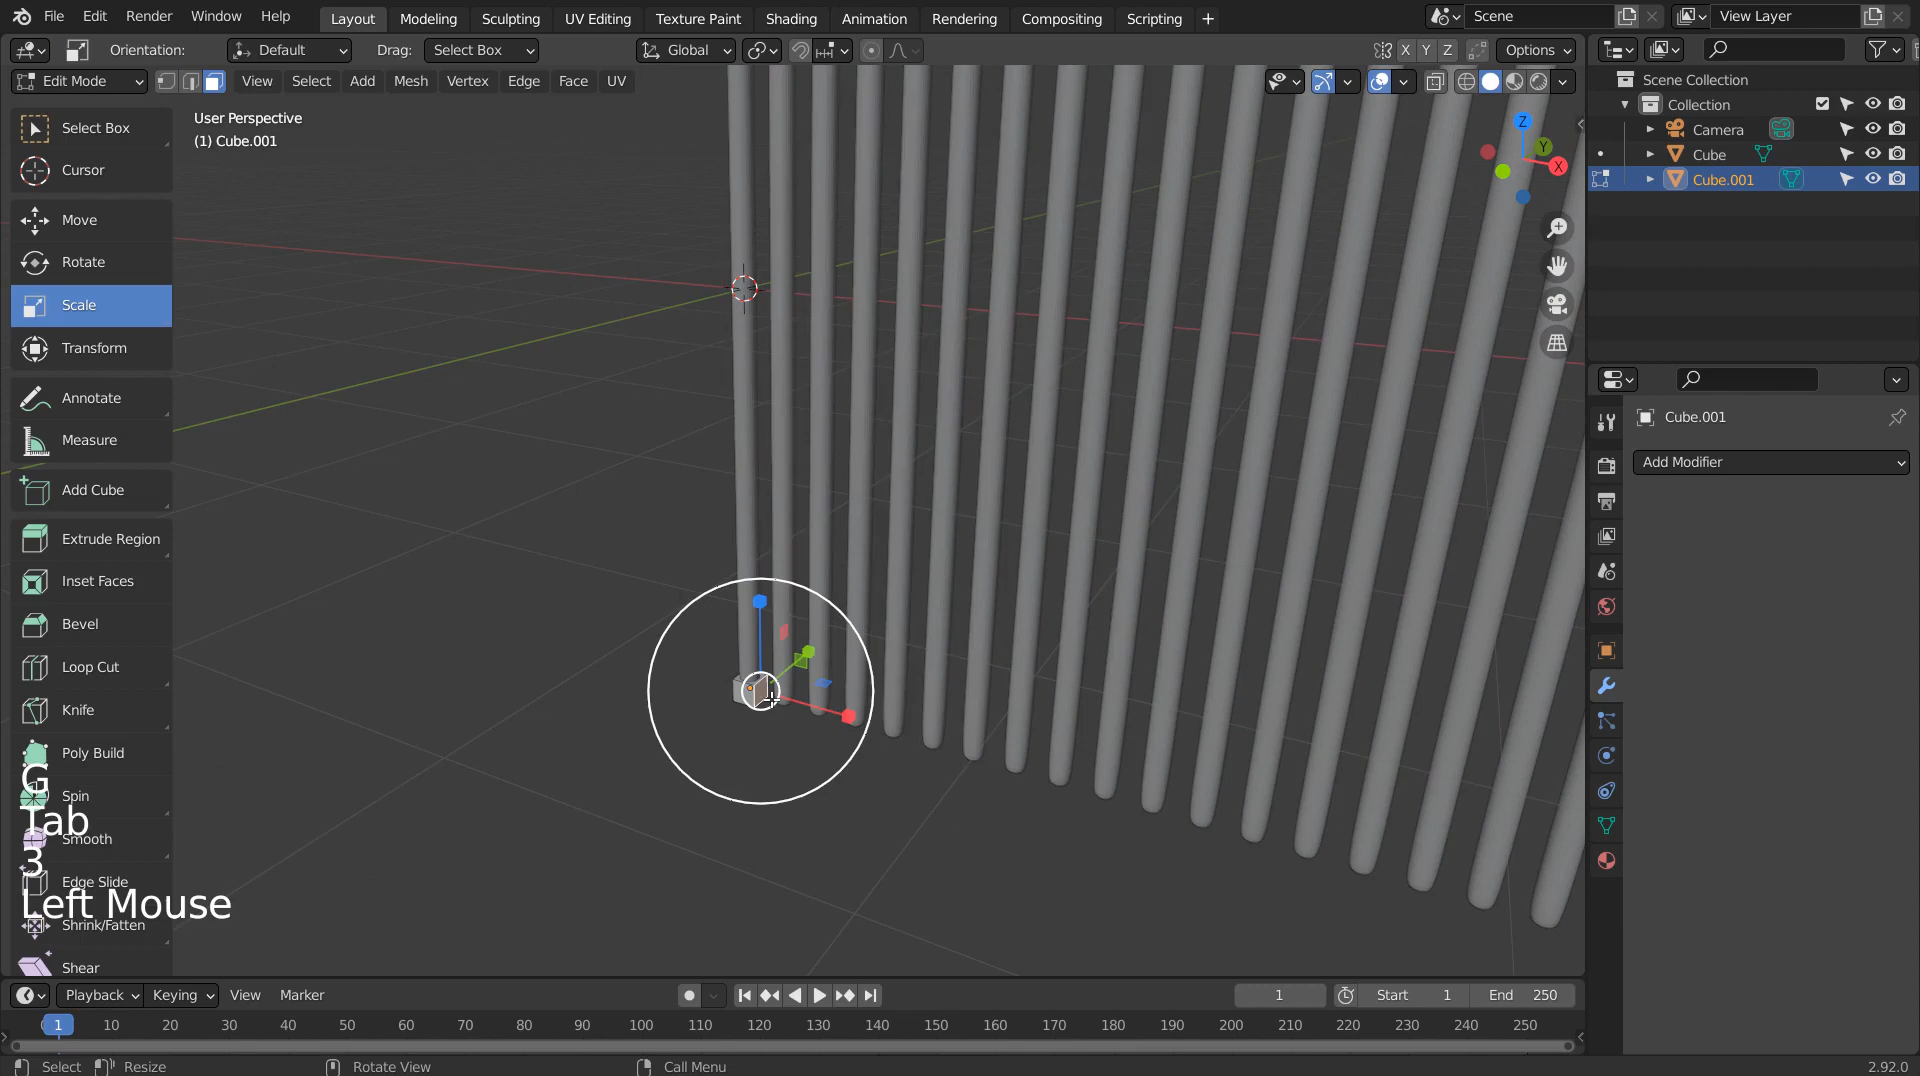 File Edit Render Window Help Layout Modeling Sculpting UV Editing Texture Paint Shading Animation Rendering Compositing Scripting + Scene View Layer
Orientation: Default Drag: Select Box Global X Y Z Options
Edit Mode View Select Add Mesh Vertex Edge Face UV
User Perspective
(1) Cube.001
Select Box
Cursor
Move
Rotate
Scale
Transform
Annotate
Measure
Add Cube
Extrude Region
Inset Faces
Bevel
Loop Cut
Knife
Poly Build
Spin
Smooth
Edge Slide
Shrink/Fatten
Shear
G
Tab
3
Left Mouse
Z
Y
X
Scene Collection
Collection
Camera
Cube
Cube.001
Cube.001
Add Modifier
Playback Keying View Marker 1 Start 1 End 250
1 10 20 30 40 50 60 70 80 90 100 110 120 130 140 150 160 170 180 190 200 210 220 230 240 250
Select Resize Rotate View Call Menu 2.92.0